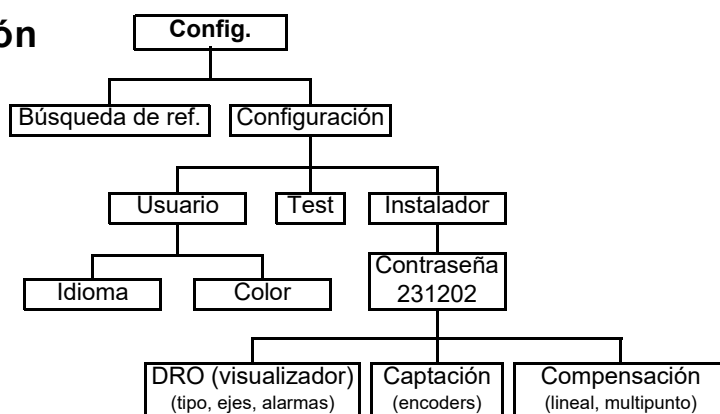 ón
Config.
Búsqueda de ref.
Configuración
Usuario
Test
Instalador
Idioma
Color
Contraseña
231202
DRO (visualizador)
(tipo, ejes, alarmas)
Captación
(encoders)
Compensación
(lineal, multipunto)